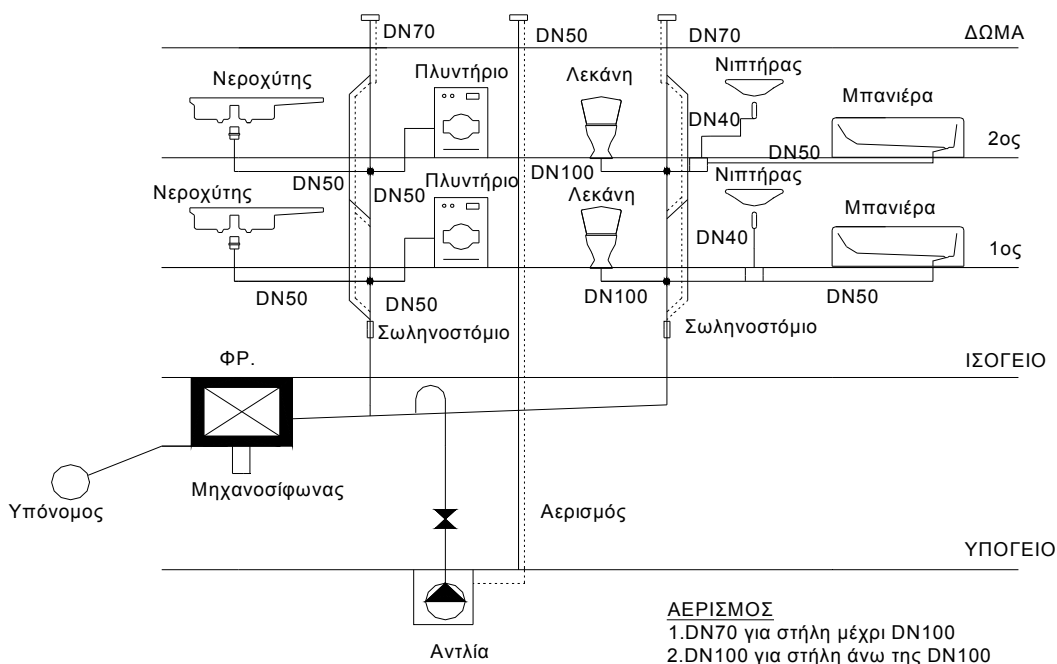 DN70
DN50
DN70
ΔΩΜΑ
Νεροχύτης
Πλυντήριο
Λεκάνη
Νιπτήρας
Μπανιέρα
DN40
2ος
DN50
DN100
DN50
DN50
Νεροχύτης
Πλυντήριο
Λεκάνη
Νιπτήρας
Μπανιέρα
DN40
1ος
DN50
DN50
DN100
DN50
Σωληνοστόμιο
Σωληνοστόμιο
ΦΡ.
ΙΣΟΓΕΙΟ
Μηχανοσίφωνας
Υπόνομος
Αερισμός
ΥΠΟΓΕΙΟ
Αντλία
ΑΕΡΙΣΜΟΣ
1.DN70 για στήλη μέχρι DN100
2.DN100 για στήλη άνω της DN100